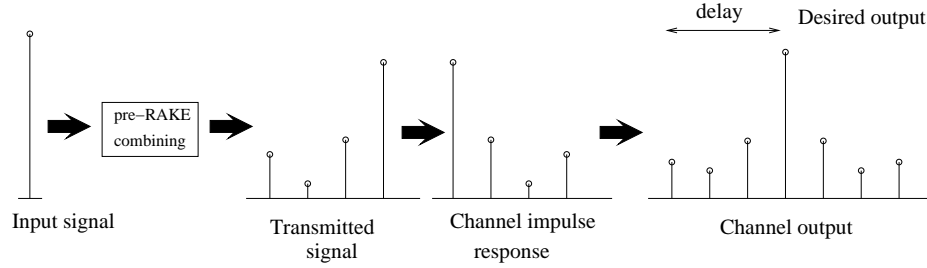 delay
Desired output
pre−RAKE
combining
Input signal
Transmitted
signal
Channel impulse
response
Channel output